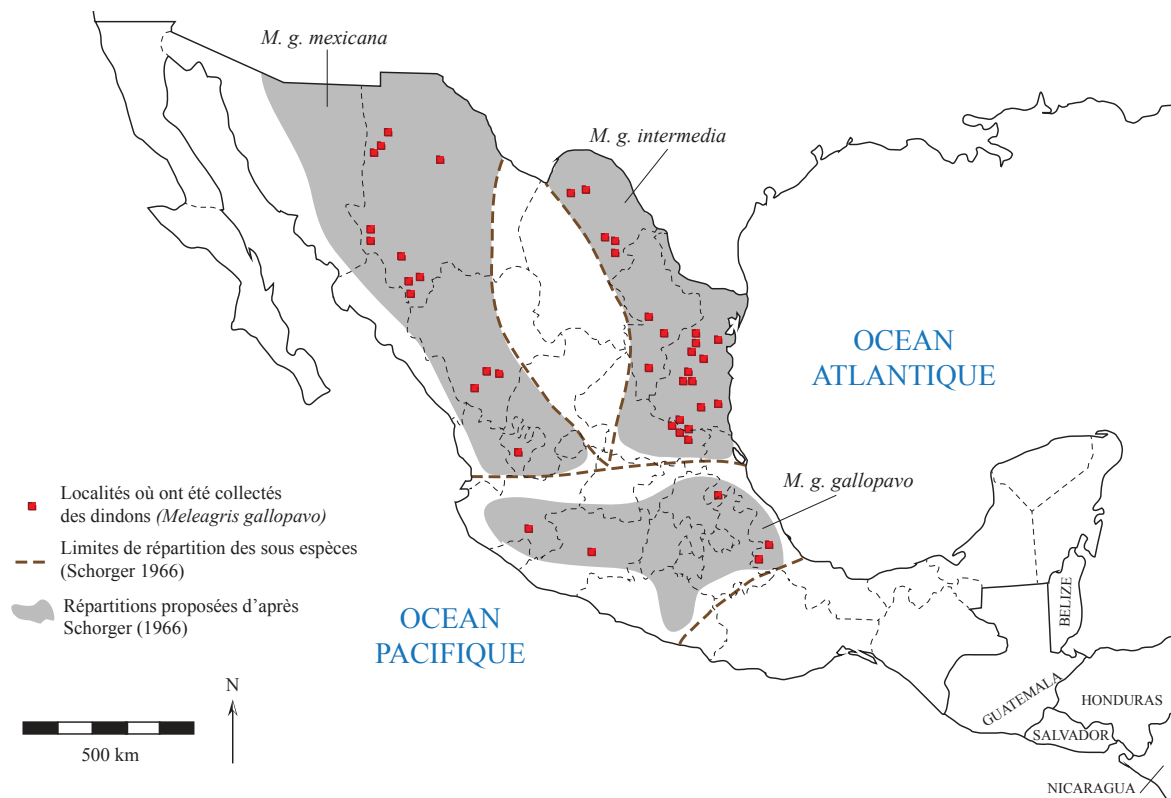 M. g. mexicana
M. g. intermedia
OCEAN
ATLANTIQUE
M. g. gallopavo
Localités où ont été collectés
des dindons (Meleagris gallopavo)
Limites de répartition des sous espèces
(Schorger 1966)
Répartitions proposées d'après
Schorger (1966)
OCEAN
PACIFIQUE
N
500 km
BELIZE
GUATEMALA
HONDURAS
SALVADOR
NICARAGUA